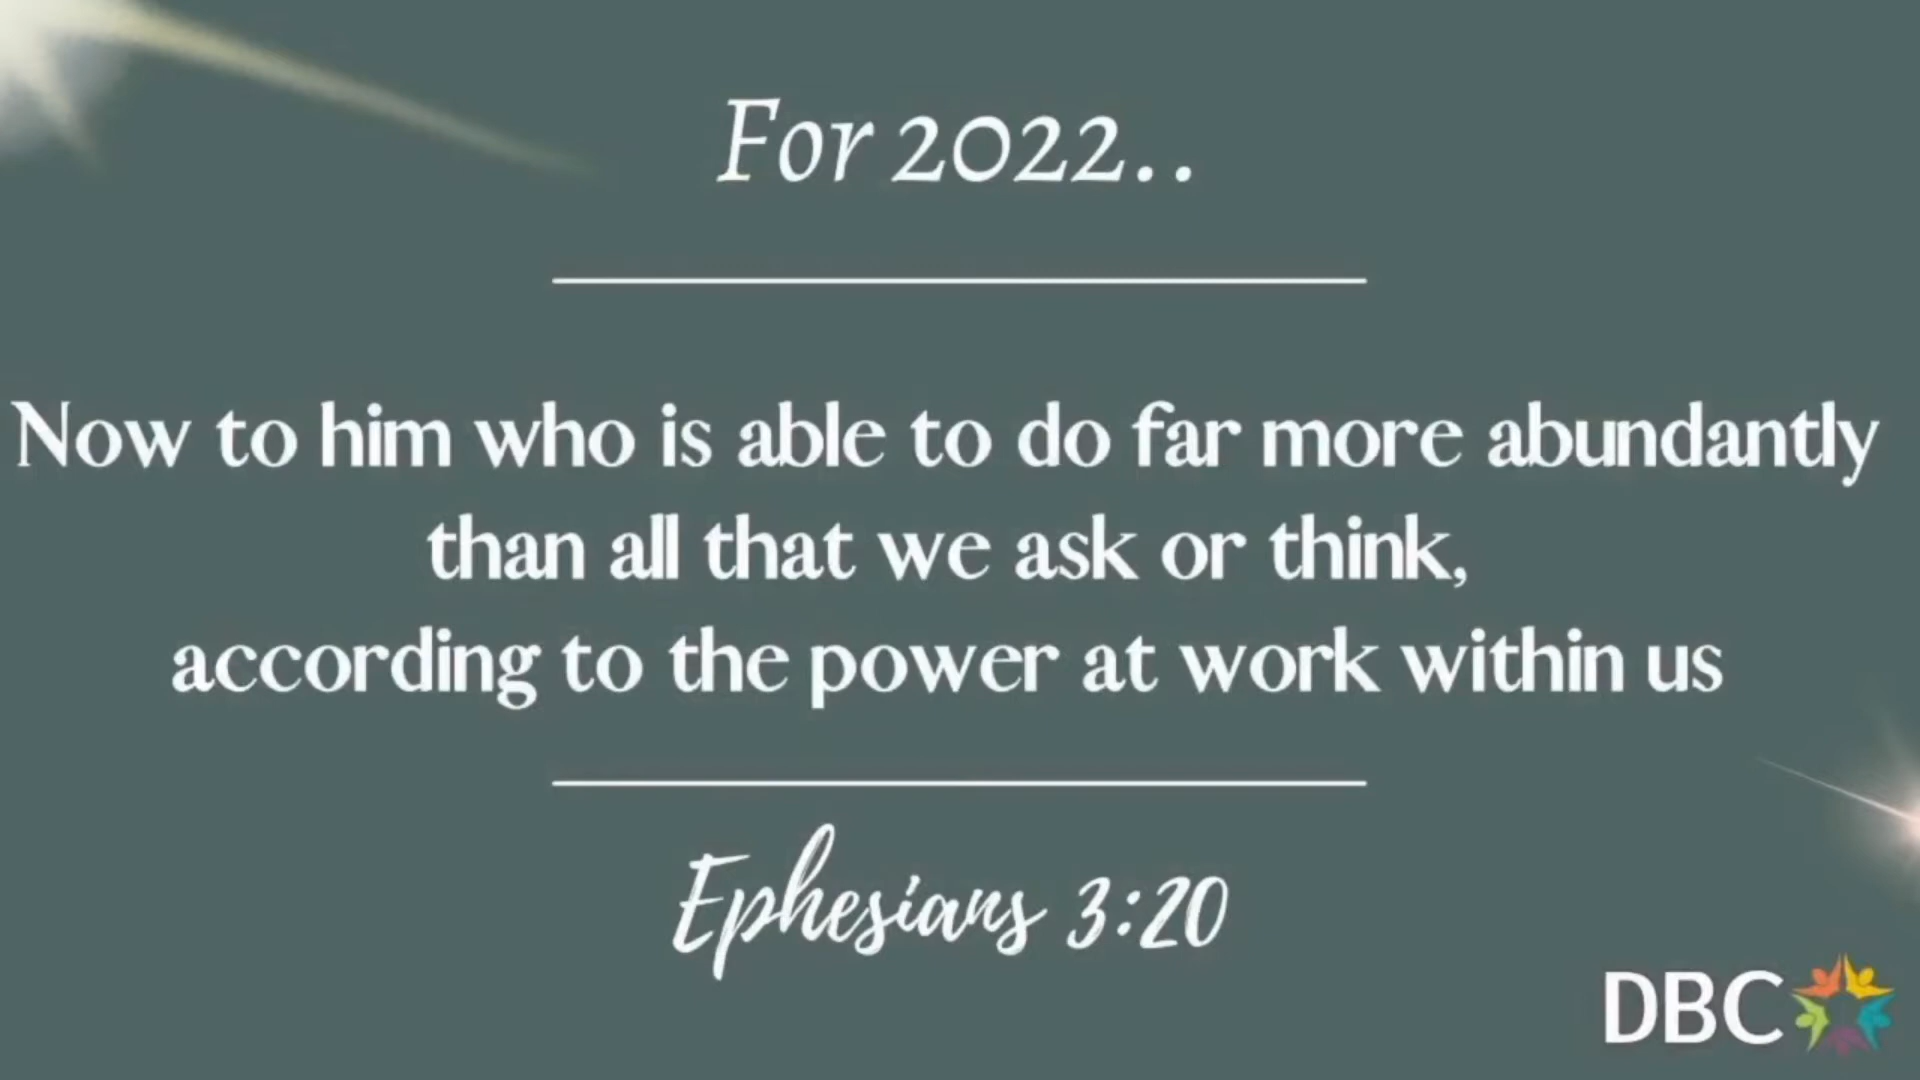 For 2022..
Now to him who is able to do far more abundantly
than all that we ask or think,
according to the power at work within us
Ephesians 3:20
DBC